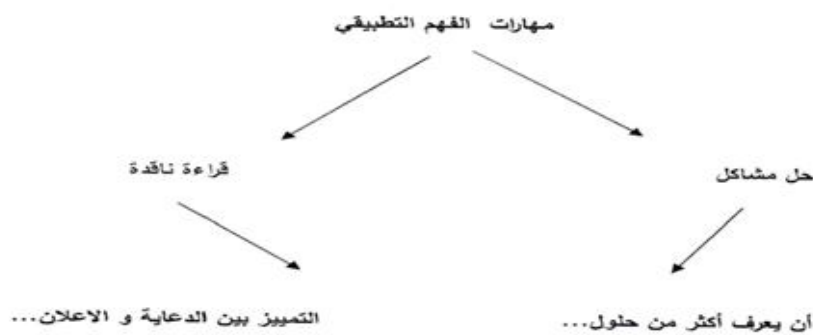 مهارات الفهم التطبيقي
حل مشاكل
قراءة ناقدة
أن يعرف أكثر من حلول...
التمييز بين الدعاية و الاعلان...